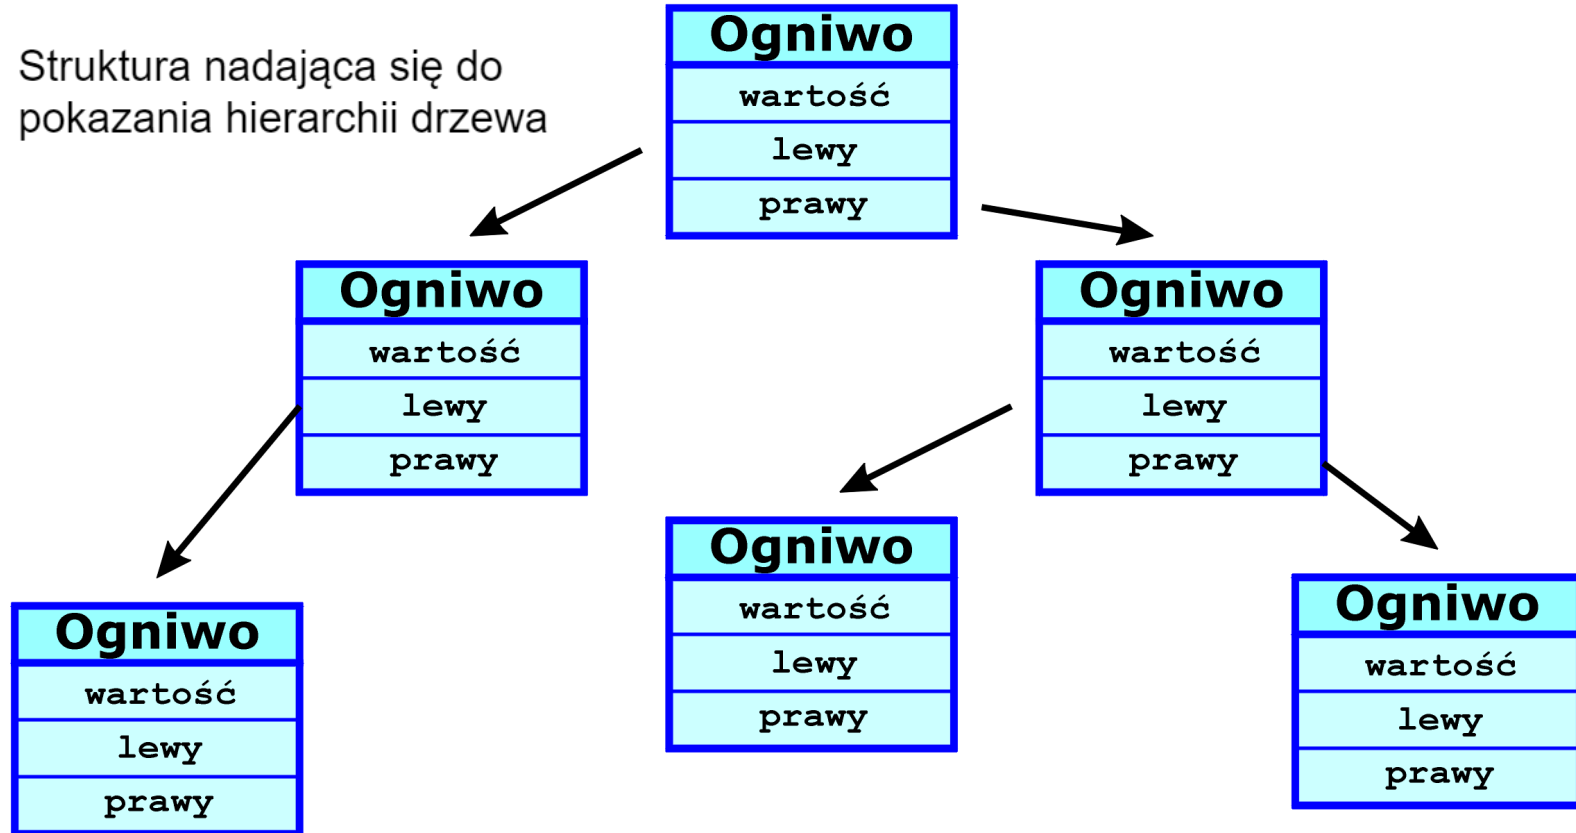 Struktura nadająca się do
pokazania hierarchii drzewa
Ogniwo
wartość
lewy
prawy
Ogniwo
wartość
lewy
prawy
Ogniwo
wartość
lewy
prawy
Ogniwo
wartość
lewy
prawy
Ogniwo
wartość
lewy
prawy
Ogniwo
wartość
lewy
prawy